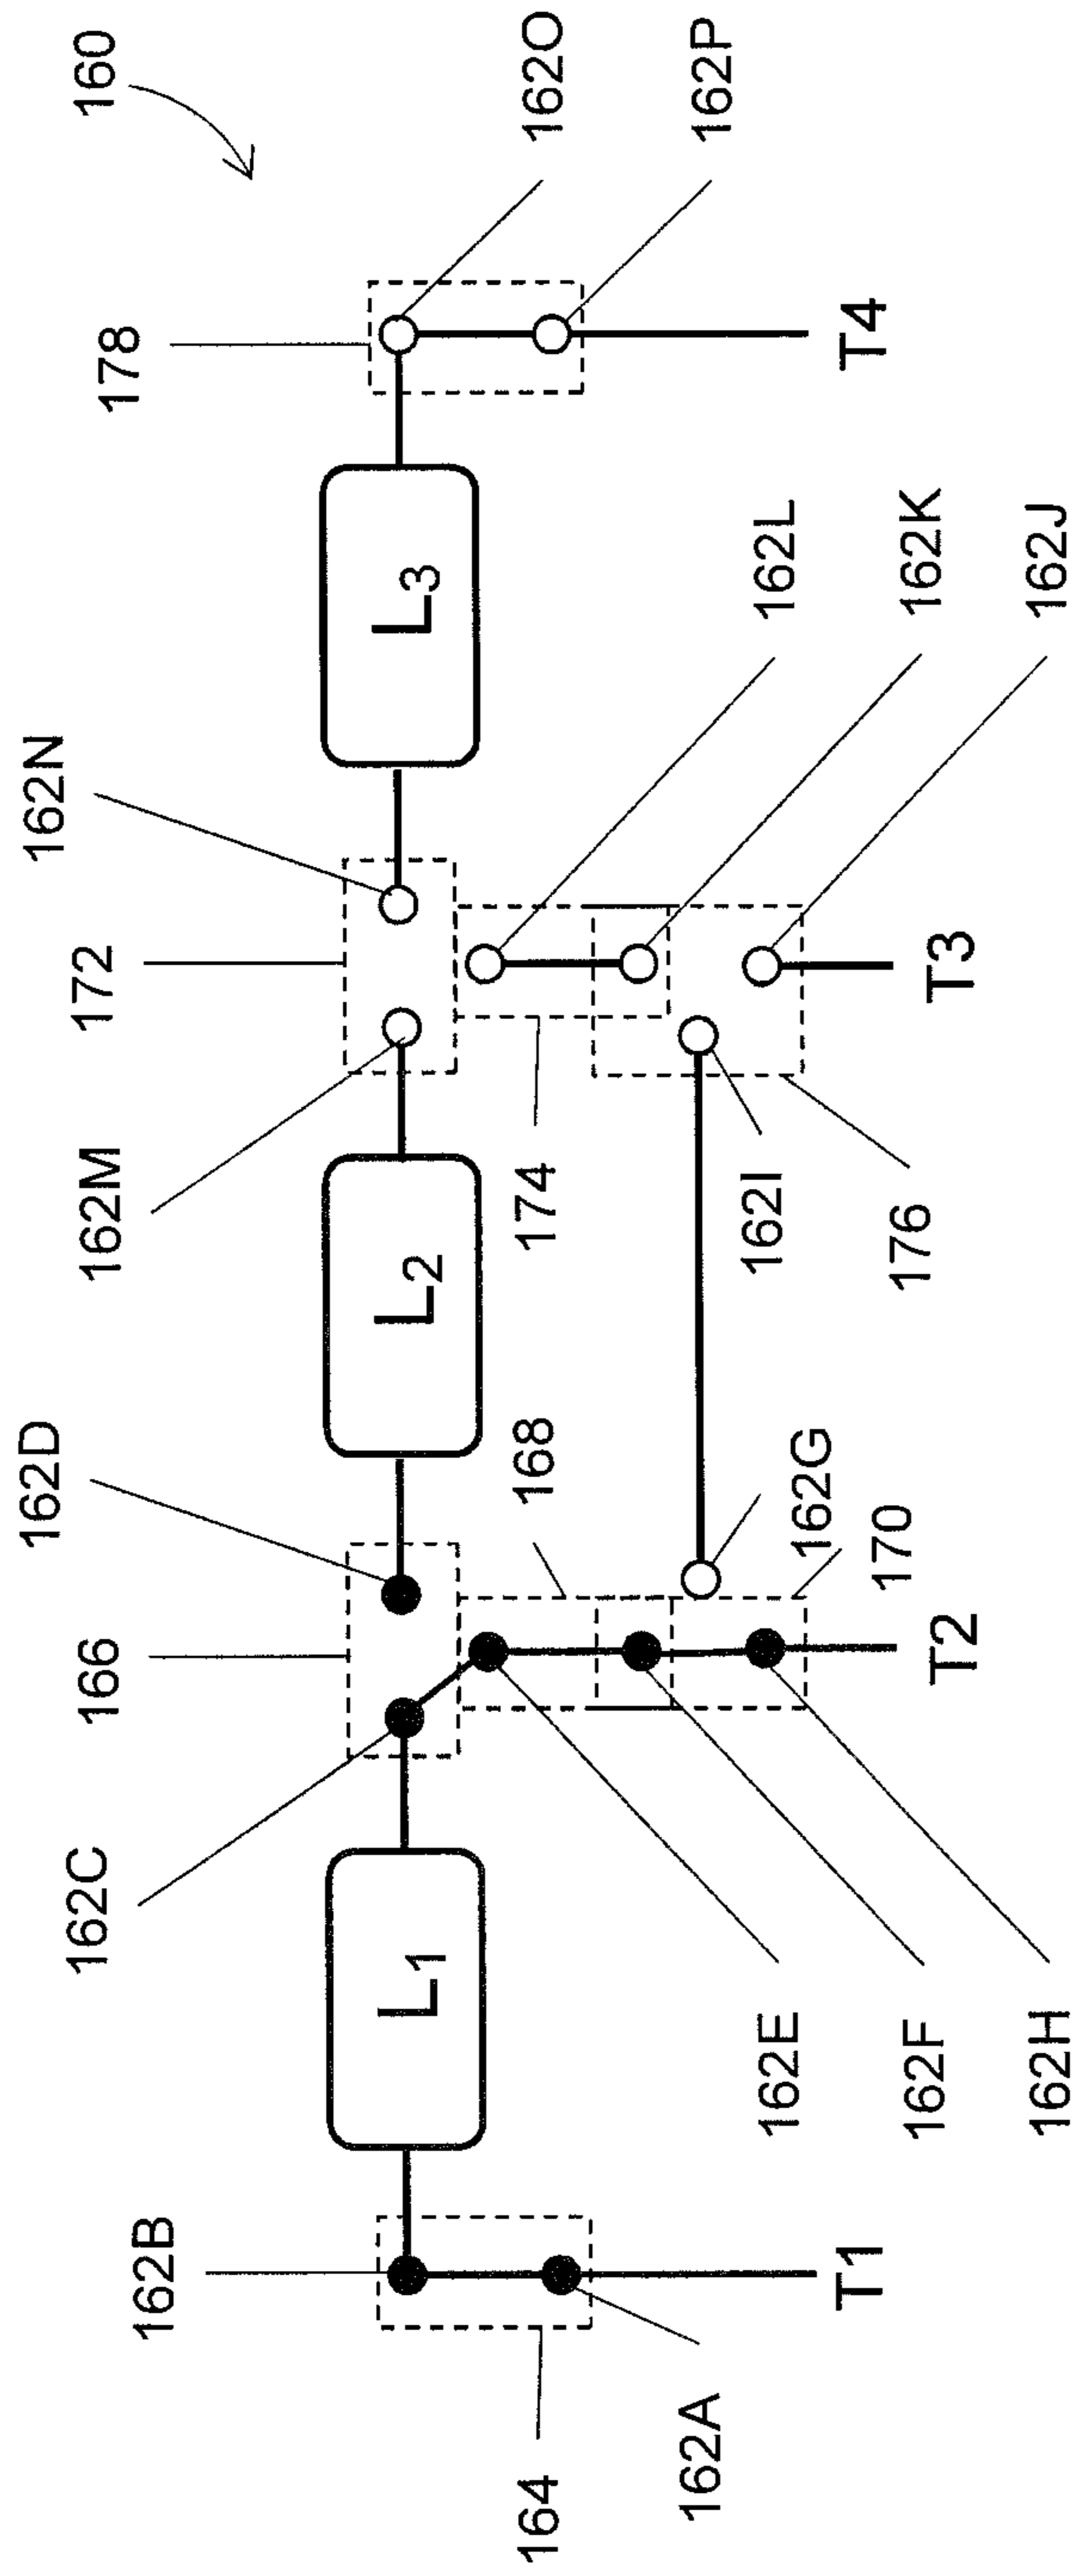 160
162O
162P
178
T4
L3
162L
162K
162J
162N
172
T3
162M
174
162I
176
L2
162D
168
162G
170
166
T2
162C
L1
162E
162F
162H
162B
T1
164
162A